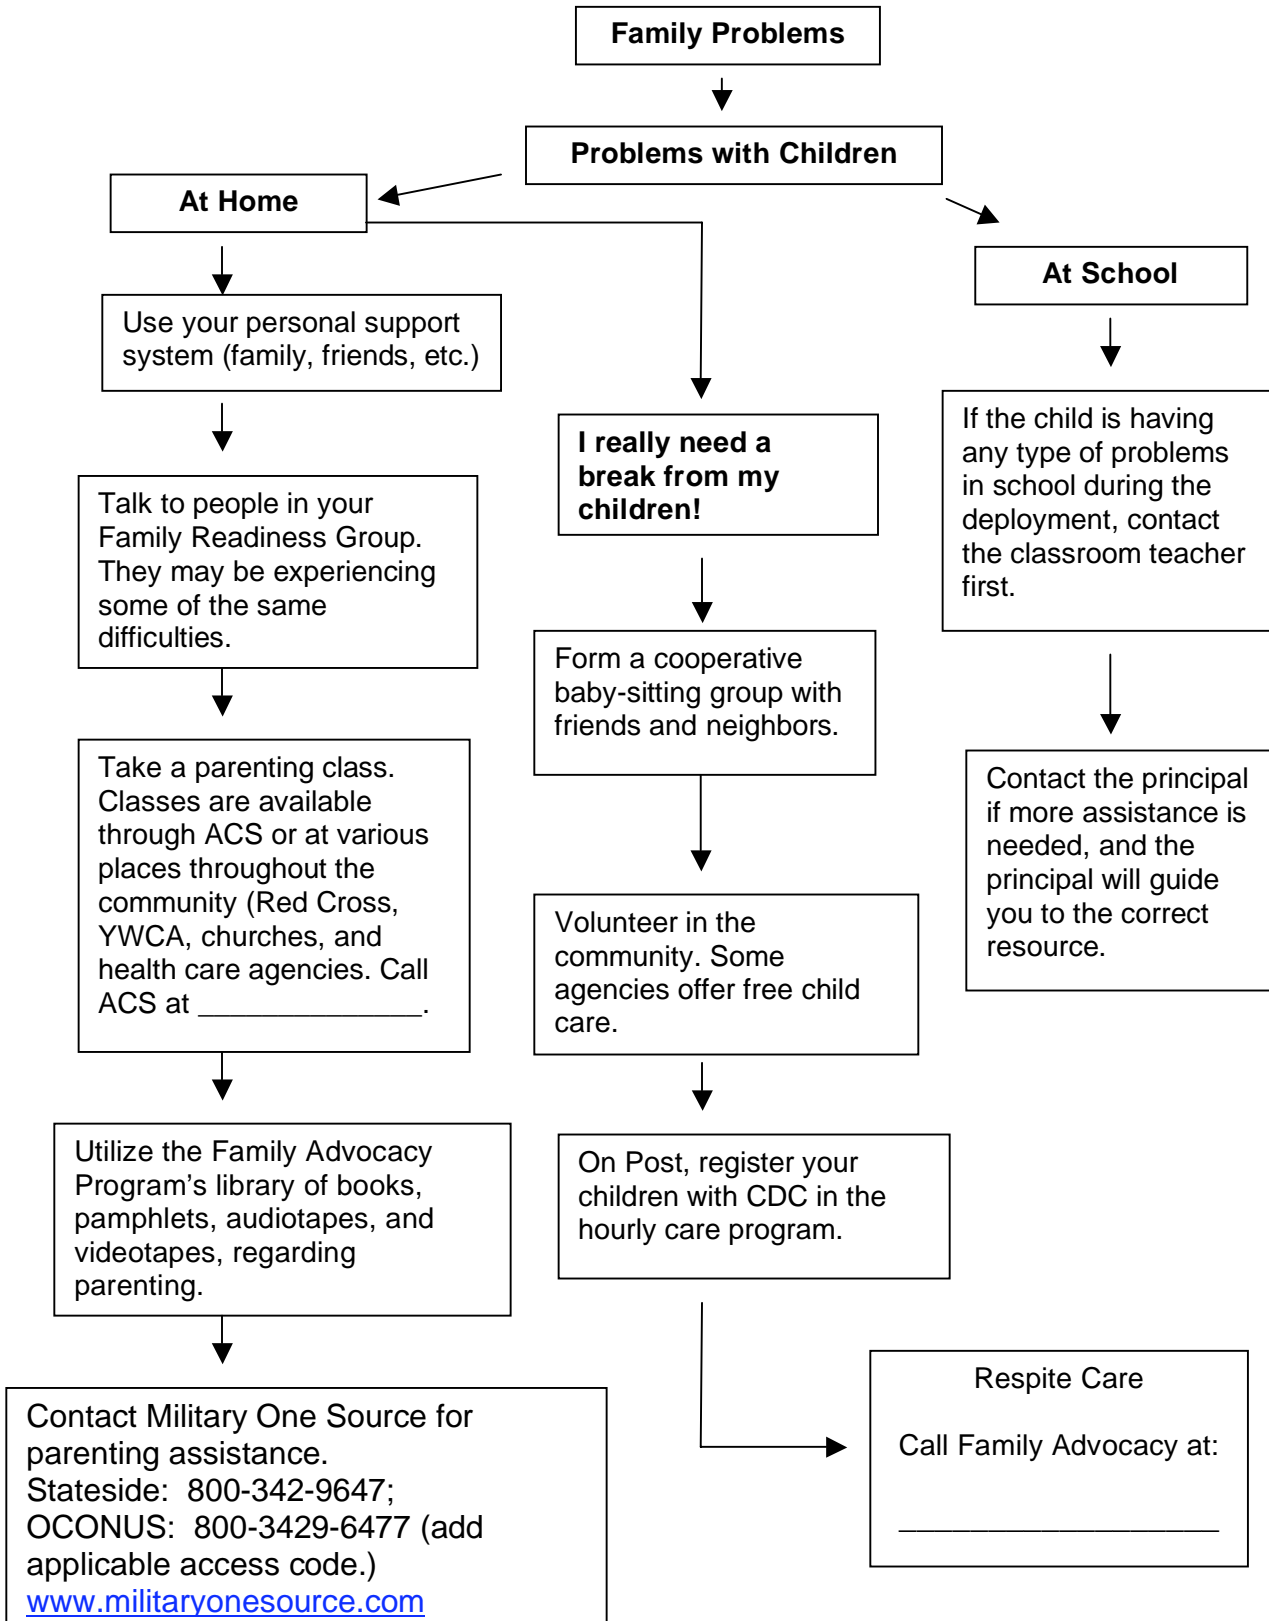 Family Problems
Problems with Children
At Home
Use your personal support
system (family, friends, etc.)
Talk to people in your
Family Readiness Group.
They may be experiencing
some of the same
difficulties.
Take a parenting class.
Classes are available
through ACS or at various
places throughout the
community (Red Cross,
YWCA, churches, and
health care agencies. Call
ACS at ______________.
Utilize the Family Advocacy
Program’s library of books,
pamphlets, audiotapes, and
videotapes, regarding
parenting.
Contact Military One Source for
parenting assistance.
Stateside:  800-342-9647;
OCONUS:  800-3429-6477 (add
applicable access code.)
www.militaryonesource.com
I really need a
break from my
children!
Form a cooperative
baby-sitting group with
friends and neighbors.
Volunteer in the
community. Some
agencies offer free child
care.
On Post, register your
children with CDC in the
hourly care program.
Respite Care
Call Family Advocacy at:
____________________
At School
If the child is having
any type of problems
in school during the
deployment, contact
the classroom teacher
first.
Contact the principal
if more assistance is
needed, and the
principal will guide
you to the correct
resource.